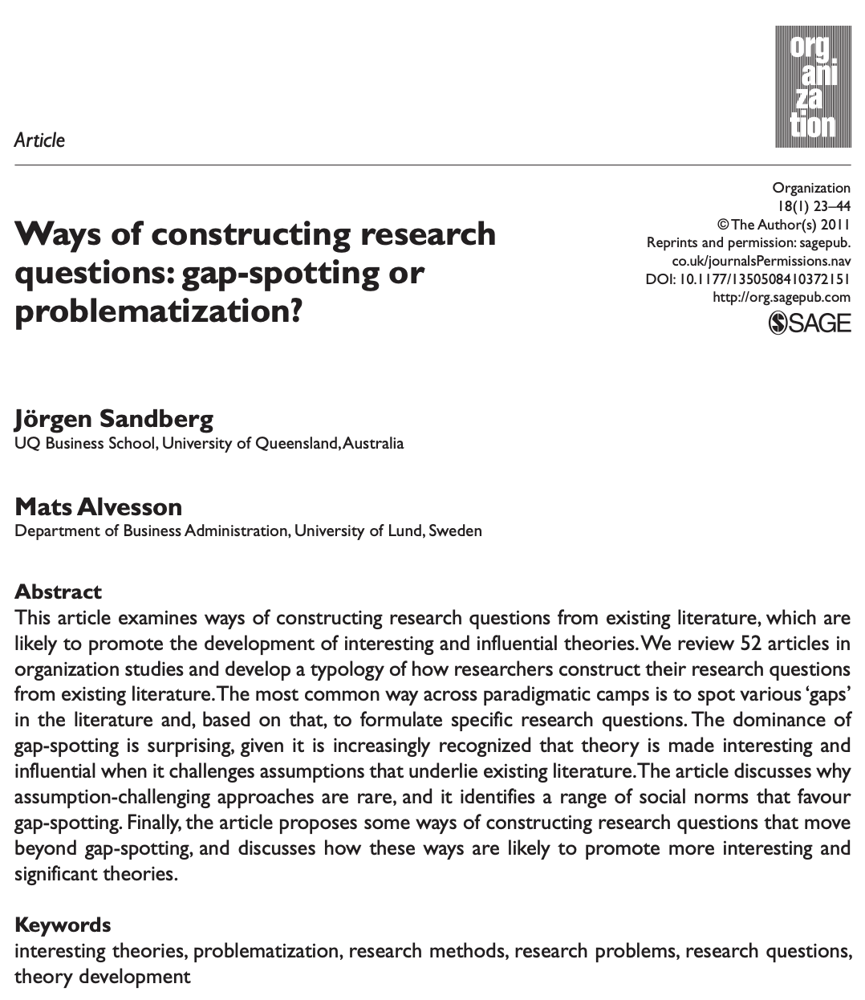 org
ani
za
tion
Article
Organization
18(1) 23–44
© The Author(s) 2011
Reprints and permission: sagepub.
co.uk/journalsPermissions.nav
DOI: 10.1177/1350508410372151
http://org.sagepub.com
SAGE
Ways of constructing research
questions: gap-spotting or
problematization?
Jörgen Sandberg
UQ Business School, University of Queensland, Australia
Mats Alvesson
Department of Business Administration, University of Lund, Sweden
Abstract
This article examines ways of constructing research questions from existing literature, which are
likely to promote the development of interesting and influential theories. We review 52 articles in
organization studies and develop a typology of how researchers construct their research questions
from existing literature. The most common way across paradigmatic camps is to spot various ‘gaps’
in the literature and, based on that, to formulate specific research questions. The dominance of
gap-spotting is surprising, given it is increasingly recognized that theory is made interesting and
influential when it challenges assumptions that underlie existing literature. The article discusses why
assumption-challenging approaches are rare, and it identifies a range of social norms that favour
gap-spotting. Finally, the article proposes some ways of constructing research questions that move
beyond gap-spotting, and discusses how these ways are likely to promote more interesting and
significant theories.
Keywords
interesting theories, problematization, research methods, research problems, research questions,
theory development